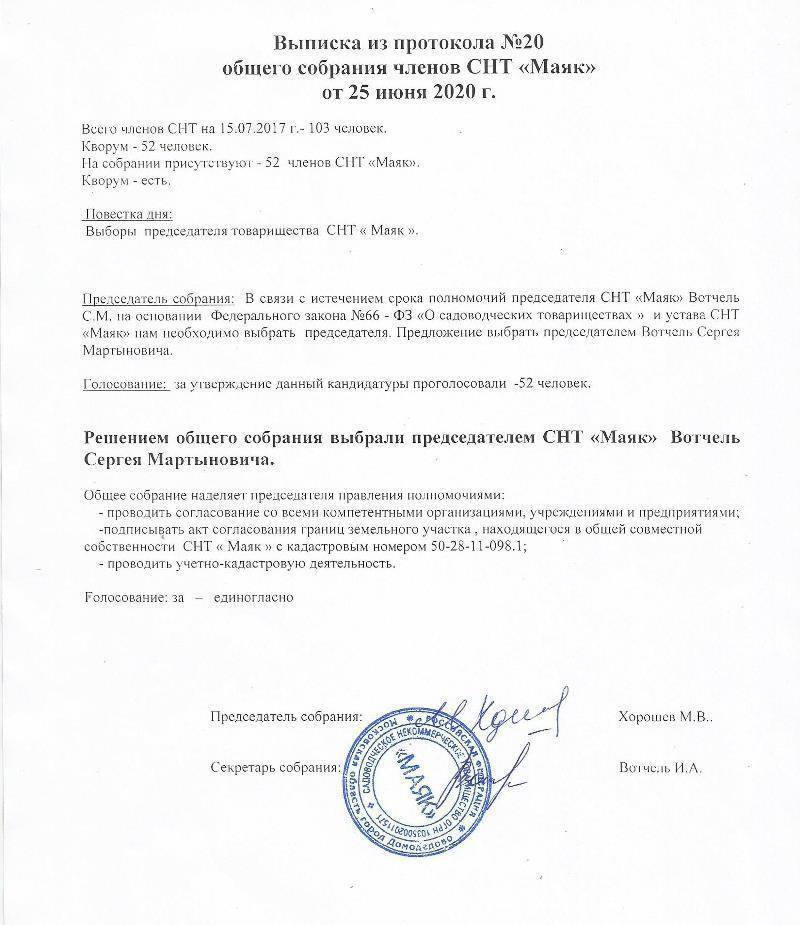 Выписка из протокола №20
общего собрания членов СНТ «Маяк»
от 25 июня 2020 г.
Всего членов СНТ на 15.07.2017 г.- 103 человек.
Кворум - 52 человек.
На собрании присутствуют - 52 членов СНТ «Маяк».
Кворум - есть.
Повестка дня:
Выборы председателя товарищества СНТ « Маяк ».
Председатель собрания: В связи с истечением срока полномочий председателя СНТ «Маяк» Вотчель
С.М. на основании Федерального закона №66 - ФЗ «О садоводческих товариществах » и устава СНТ
«Маяк» нам необходимо выбрать председателя. Предложение выбрать председателем Вотчель Сергея
Мартыновича.
Голосование: за утверждение данный кандидатуры проголосовали -52 человек.
Решением общего собрания выбрали председателем СНТ «Маяк» Вотчель
Сергея Мартыновича.
Общее собрание наделяет председателя правления полномочиями:
- проводить согласование со всеми компетентными организациями, учреждениями и предприятиями;
-подписывать акт согласования границ земельного участка , находящегося в общей совместной
собственности СНТ « Маяк » с кадастровым номером 50-28-11-098.1;
- проводить учетно-кадастровую деятельность.
Голосование: за – единогласно
Председатель собрания: Хорошев М.В..
Секретарь собрания: Вотчель И.А.
РОССИЙСКАЯ ФЕДЕРАЦИЯ
Московская область город Домодедово
САДОВОДЧЕСКОЕ НЕКОММЕРЧЕСКОЕ ТОВАРИЩЕСТВО ОГРН 1035002011571
«МАЯК»